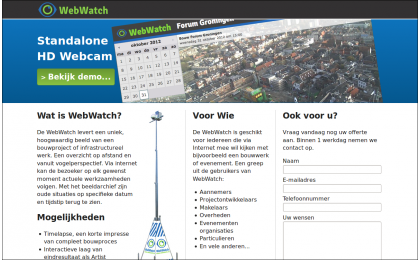 WebWatch
Standalone
HD Webcam
> Bekijk demo...
WebWatch
Forum Groningen
oktober 2013
Wat is WebWatch?
De WebWatch levert een uniek,
hoogwaardig beeld van een
bouwproject of infrastructureel
werk. Een overzicht op afstand en
vanuit vogelperspectief. Via internet
kan de bezoeker op elk gewenst
moment actuele werkzaamheden
volgen. Met het beeldarchief zijn
oude situaties op specifieke datum
en tijdstip terug te zien.
Mogelijkheden
• Timelapse, een korte impresse
van compleet bouwproces
• Interactieve laag van
eindresultaat als Artist
Voor Wie
De WebWatch is geschikt
voor iedereen die via
Internet mee wil kijken met
bijvoorbeeld een bouwwerk
of evenement. Een greep
uit de gebruikers van
WebWatch:
• Aannemers
• Projectontwikkelaars
• Makelaars
• Overheden
• Evenementen
organisaties
• Particulieren
• En vele anderen...
Ook voor u?
Vraag vandaag nog uw offerte
aan. Binnen 1 werkdag nemen we
contact op.
Naam
E-mailadres
Telefoonnummer
Uw wensen